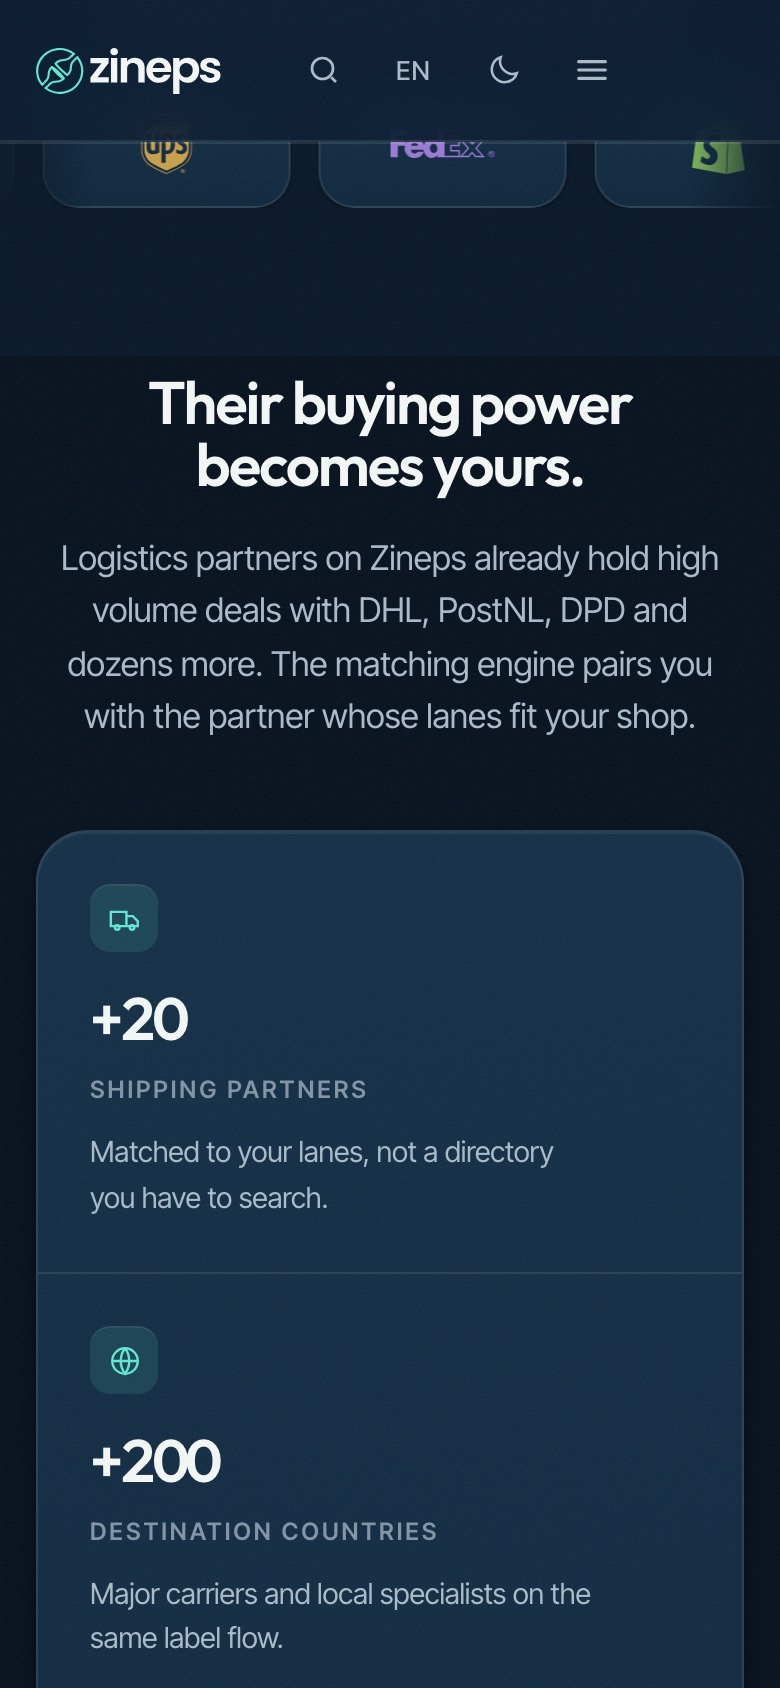 zineps
EN
ups
FedEx®
S
Their buying power
becomes yours.
Logistics partners on Zineps already hold high
volume deals with DHL, PostNL, DPD and
dozens more. The matching engine pairs you
with the partner whose lanes fit your shop.
+20
SHIPPING PARTNERS
Matched to your lanes, not a directory
you have to search.
+200
DESTINATION COUNTRIES
Major carriers and local specialists on the
same label flow.